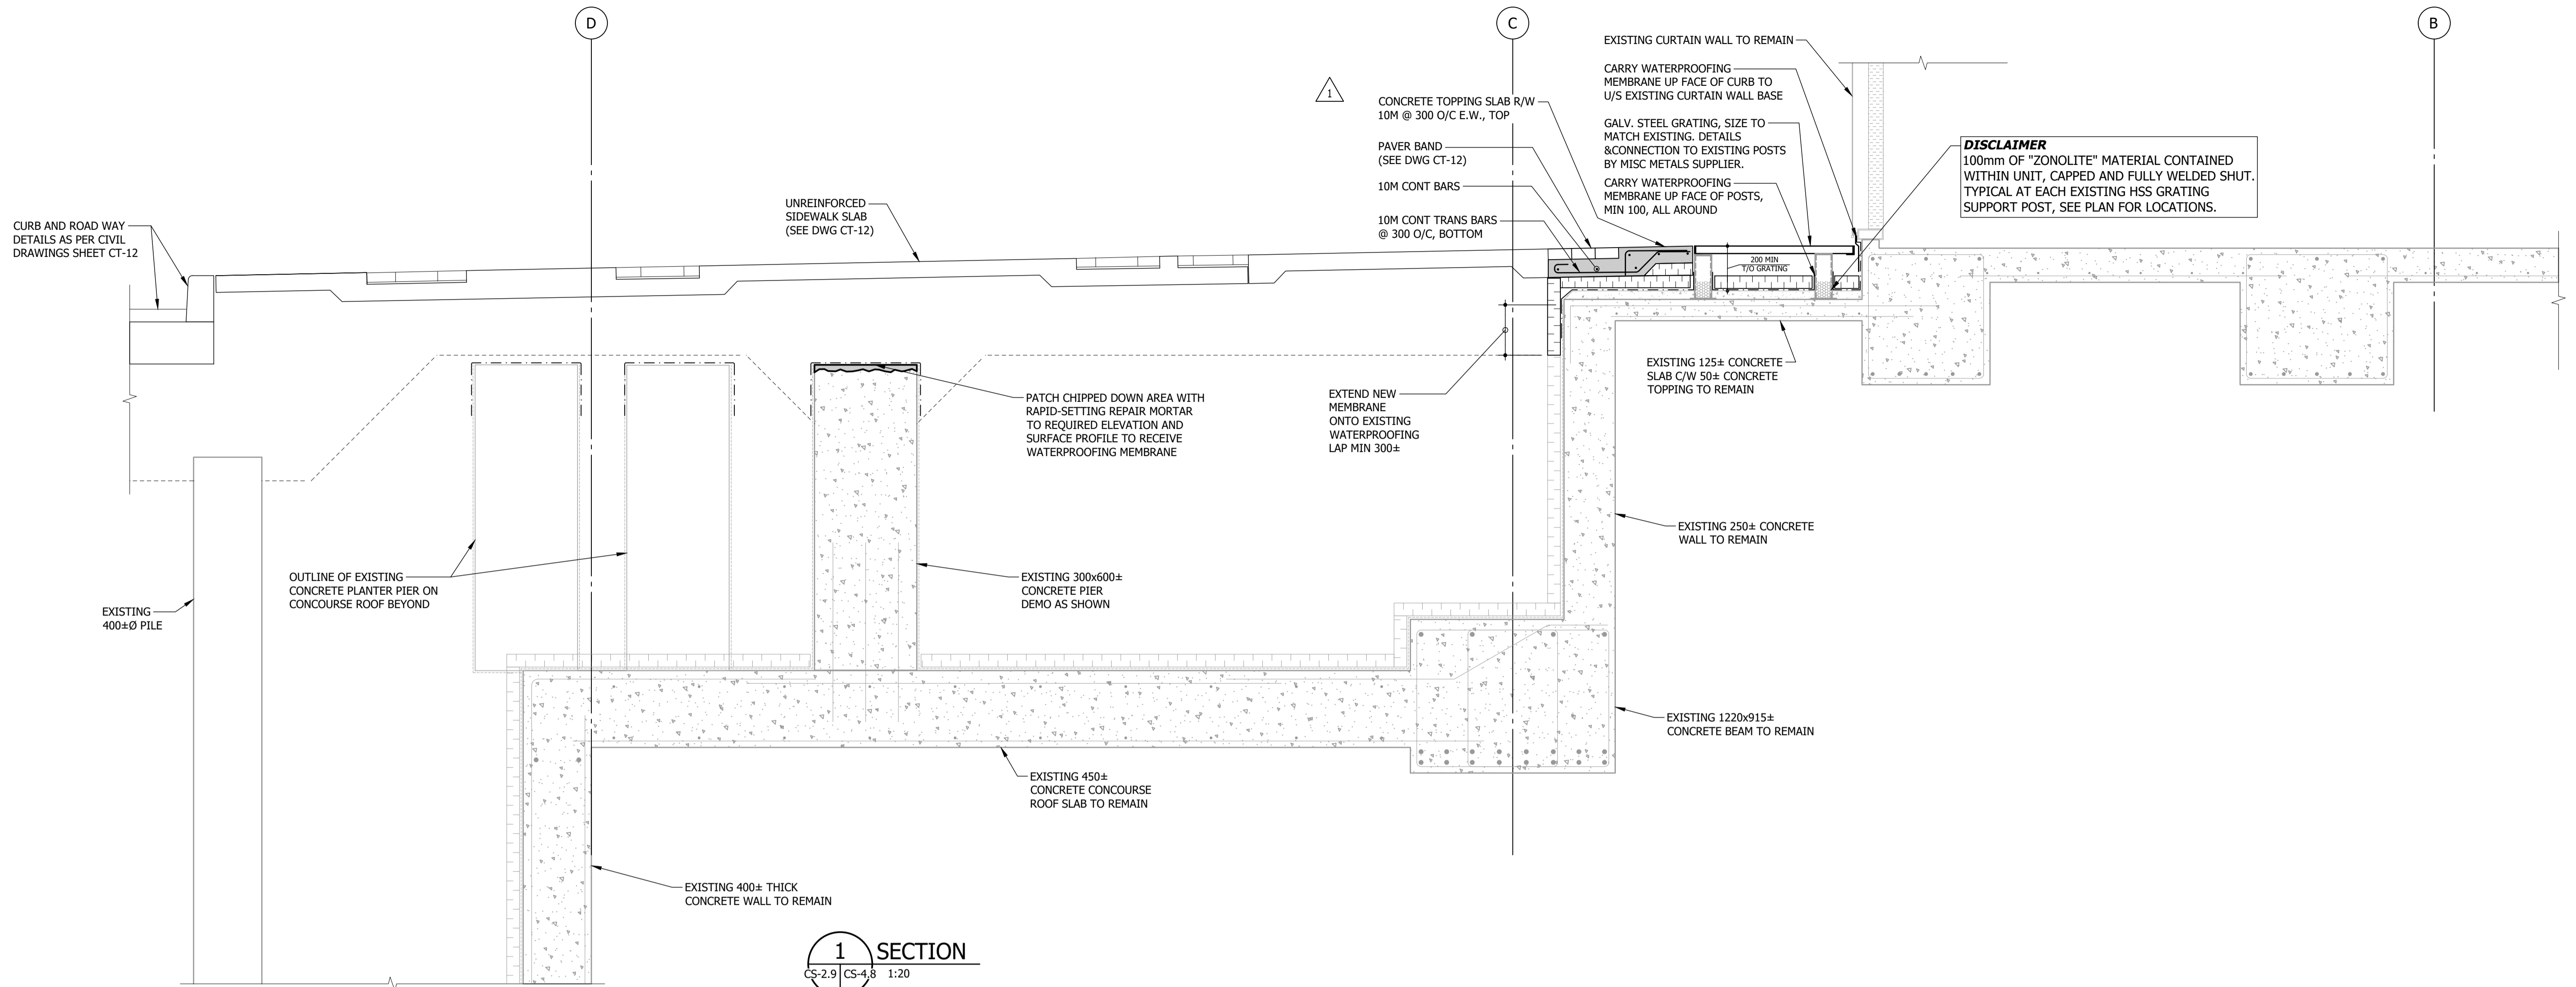 D
C
B
1
EXISTING CURTAIN WALL TO REMAIN
CARRY WATERPROOFING
MEMBRANE UP FACE OF CURB TO
U/S EXISTING CURTAIN WALL BASE
GALV. STEEL GRATING, SIZE TO
MATCH EXISTING. DETAILS
&CONNECTION TO EXISTING POSTS
BY MISC METALS SUPPLIER.
CARRY WATERPROOFING
MEMBRANE UP FACE OF POSTS,
MIN 100, ALL AROUND
CONCRETE TOPPING SLAB R/W
10M @ 300 O/C E.W., TOP
PAVER BAND
(SEE DWG CT-12)
10M CONT BARS
10M CONT TRANS BARS
@ 300 O/C, BOTTOM
DISCLAIMER
100mm OF "ZONOLITE" MATERIAL CONTAINED
WITHIN UNIT, CAPPED AND FULLY WELDED SHUT.
TYPICAL AT EACH EXISTING HSS GRATING
SUPPORT POST, SEE PLAN FOR LOCATIONS.
UNREINFORCED
SIDEWALK SLAB
(SEE DWG CT-12)
CURB AND ROAD WAY
DETAILS AS PER CIVIL
DRAWINGS SHEET CT-12
200 MIN
T/O GRATING
EXISTING 125± CONCRETE
SLAB C/W 50± CONCRETE
TOPPING TO REMAIN
PATCH CHIPPED DOWN AREA WITH
RAPID-SETTING REPAIR MORTAR
TO REQUIRED ELEVATION AND
SURFACE PROFILE TO RECEIVE
WATERPROOFING MEMBRANE
EXTEND NEW
MEMBRANE
ONTO EXISTING
WATERPROOFING
LAP MIN 300±
EXISTING 250± CONCRETE
WALL TO REMAIN
OUTLINE OF EXISTING
CONCRETE PLANTER PIER ON
CONCOURSE ROOF BEYOND
EXISTING 300x600±
CONCRETE PIER
DEMO AS SHOWN
EXISTING
400±Ø PILE
EXISTING 1220x915±
CONCRETE BEAM TO REMAIN
EXISTING 450±
CONCRETE CONCOURSE
ROOF SLAB TO REMAIN
EXISTING 400± THICK
CONCRETE WALL TO REMAIN
1 SECTION
CS-2.9 CS-4.8 1:20